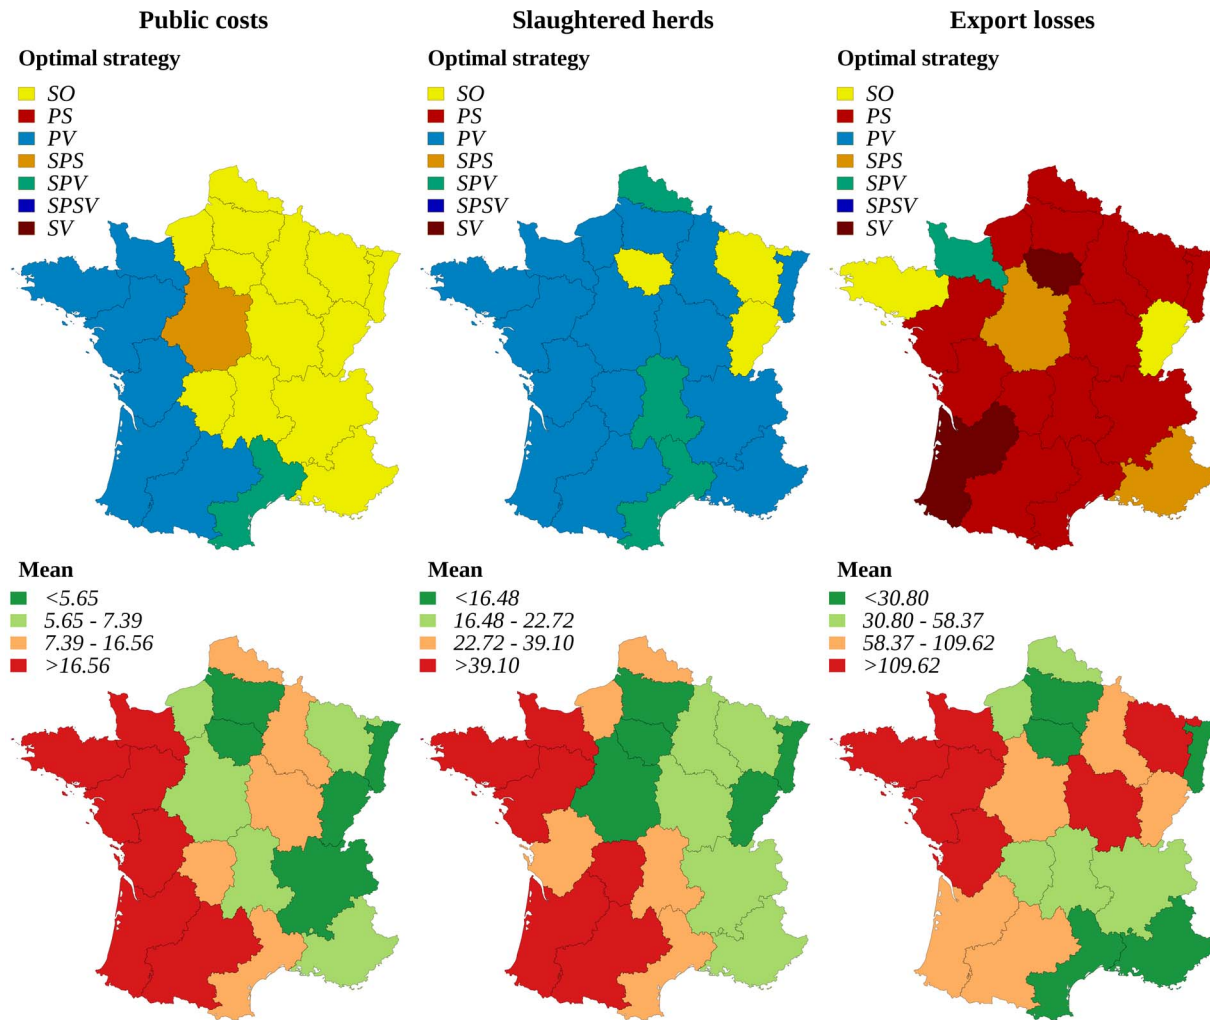 Public costs
Optimal strategy
SO
PS
PV
SPS
SPV
SPSV
SV
Slaughtered herds
Optimal strategy
SO
PS
PV
SPS
SPV
SPSV
SV
Export losses
Optimal strategy
SO
PS
PV
SPS
SPV
SPSV
SV
Mean
<5.65
5.65 - 7.39
7.39 - 16.56
>16.56
Mean
<16.48
16.48 - 22.72
22.72 - 39.10
>39.10
Mean
<30.80
30.80 - 58.37
58.37 - 109.62
>109.62